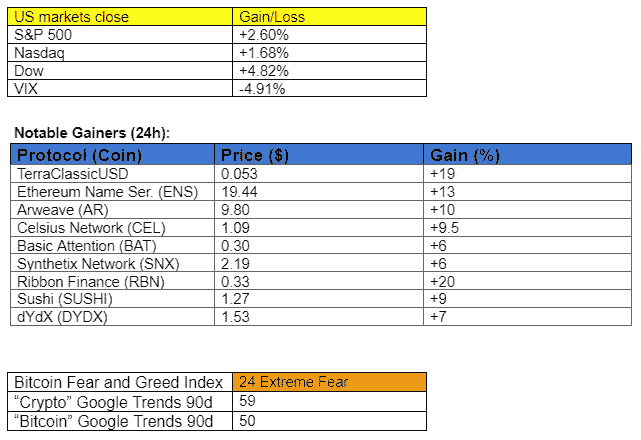 US markets close Gain/Loss
S&P 500 +2.60%
Nasdaq +1.68%
Dow +4.82%
VIX -4.91%
Notable Gainers (24h):
Protocol (Coin) Price ($) Gain (%)
TerraClassicUSD 0.053 +19
Ethereum Name Ser. (ENS) 19.44 +13
Arweave (AR) 9.80 +10
Celsius Network (CEL) 1.09 +9.5
Basic Attention (BAT) 0.30 +6
Synthetix Network (SNX) 2.19 +6
Ribbon Finance (RBN) 0.33 +20
Sushi (SUSHI) 1.27 +9
dYdX (DYDX) 1.53 +7
Bitcoin Fear and Greed Index 24 Extreme Fear
“Crypto” Google Trends 90d 59
“Bitcoin” Google Trends 90d 50